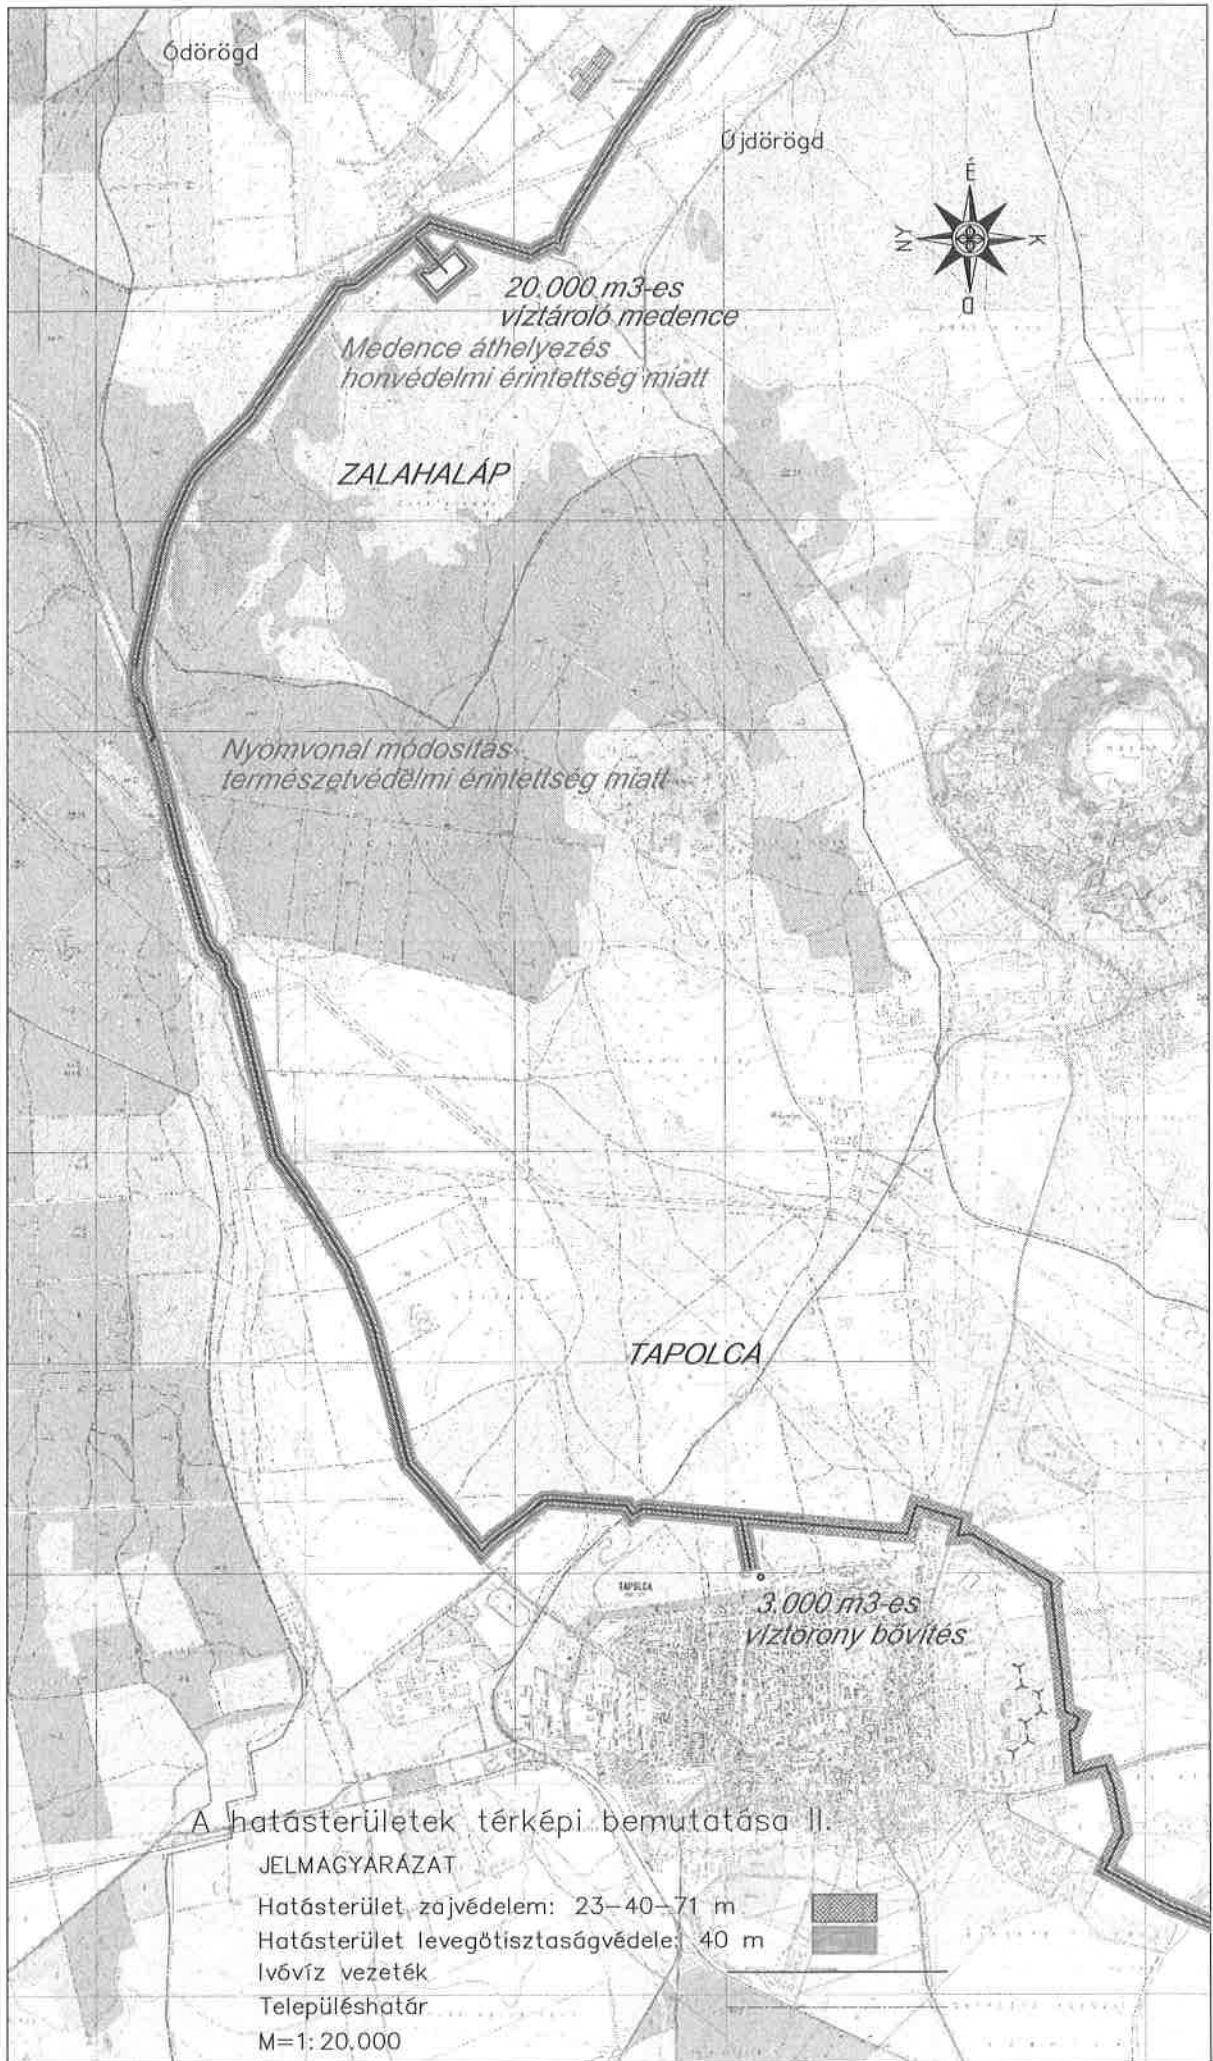 Ódörögd
Újdörögd
É
NY
K
D
20.000 m3-es
víztároló medence
Medence áthelyezés
honvédelmi érintettség miatt
ZALAHALÁP
Nyomvonal módosítás
természetvédelmi érintettség miatt
TAPOLCA
TAPOLCA
3.000 m3-es
víztorony bővítés
A hatásterületek térképi bemutatása II.
JELMAGYARÁZAT
Hatásterület zajvédelem: 23-40-71 m
Hatásterület levegőtisztaságvédele: 40 m
Ivóvíz vezeték
Településhatár
M=1:20.000